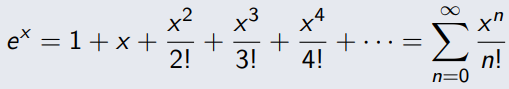 e^x = 1 + x + x^2/2! + x^3/3! + x^4/4! + ··· = ∑_{n=0}^{∞} x^n/n!